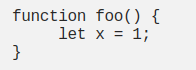 function foo() {
     let x = 1;
}